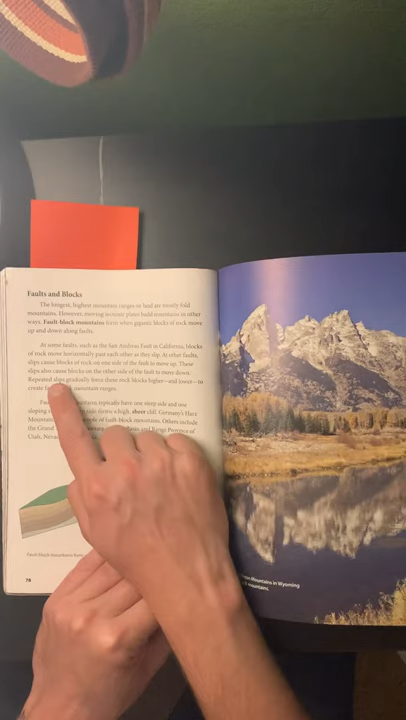 Faults and Blocks
The longest, highest mountain ranges on land are mostly fold
mountains. However, moving tectonic plates build mountains in other
ways. Fault-block mountains form when gigantic blocks of rock move
up and down along faults.
At some faults, such as the San Andreas Fault in California, blocks
of rock move horizontally past each other as they slip. At other faults,
slips cause blocks of rock on one side of the fault to move up. These
slips also cause blocks on the other side of the fault to move down.
Repeated slips gradually force these rock blocks higher—and lower—to
create mountain ranges.
mountains typically have one steep side and one
sloping side down a high, sheer cliff. Germany's Harz
Mountains of fault-block mountains. Others include
the Grand and Range Province of
Utah,
Fault-block mountains
78
Mountains in Wyoming
mountains.